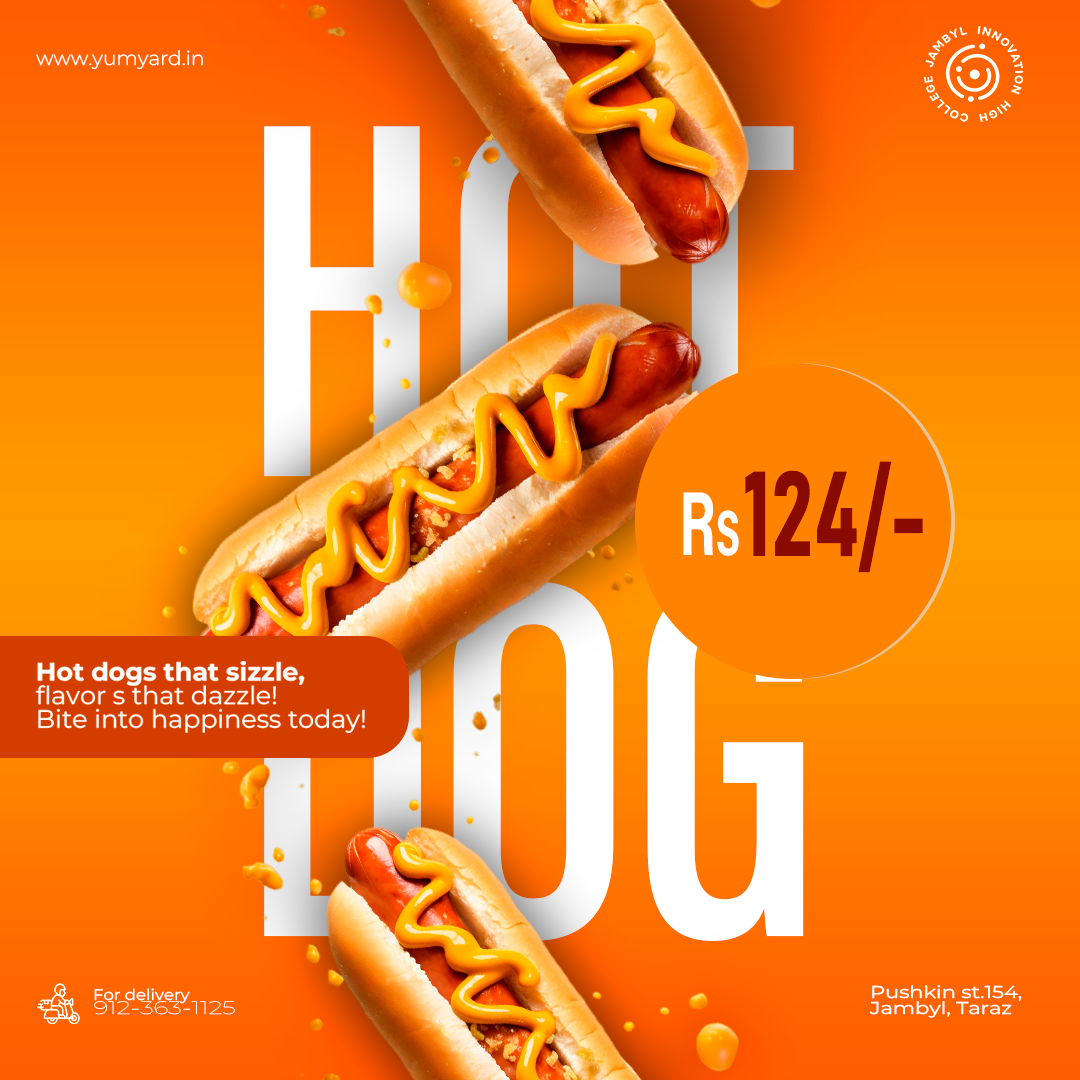 www.yumyard.in
JAMBYL INNOVATION HIGH COLLEGE
HOT
Rs124/-
DOG
Hot dogs that sizzle,
flavor s that dazzle!
Bite into happiness today!
For delivery
912-363-1125
Pushkin st.154,
Jambyl, Taraz